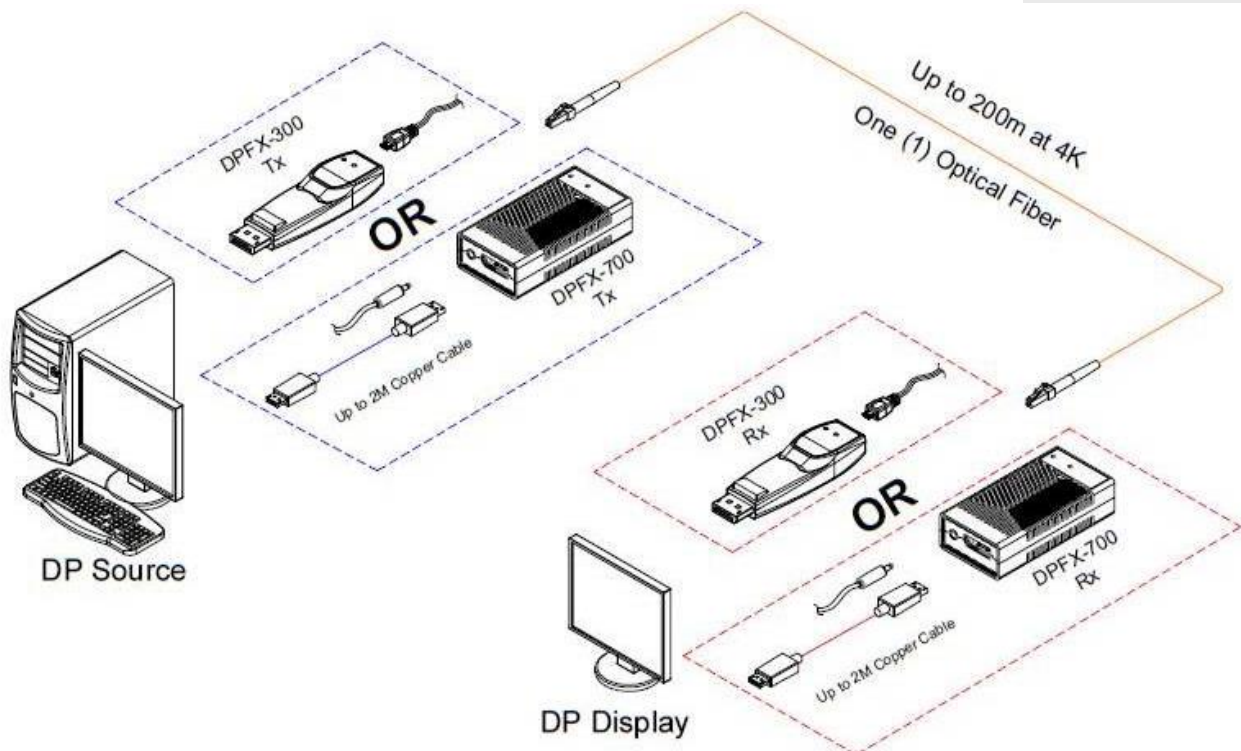 DPFX-300
Tx
OR
DPFX-700
Tx
Up to 2M Copper Cable
DP Source
Up to 200m at 4K
One (1) Optical Fiber
DPFX-300
Rx
OR
DPFX-700
Rx
Up to 2M Copper Cable
DP Display